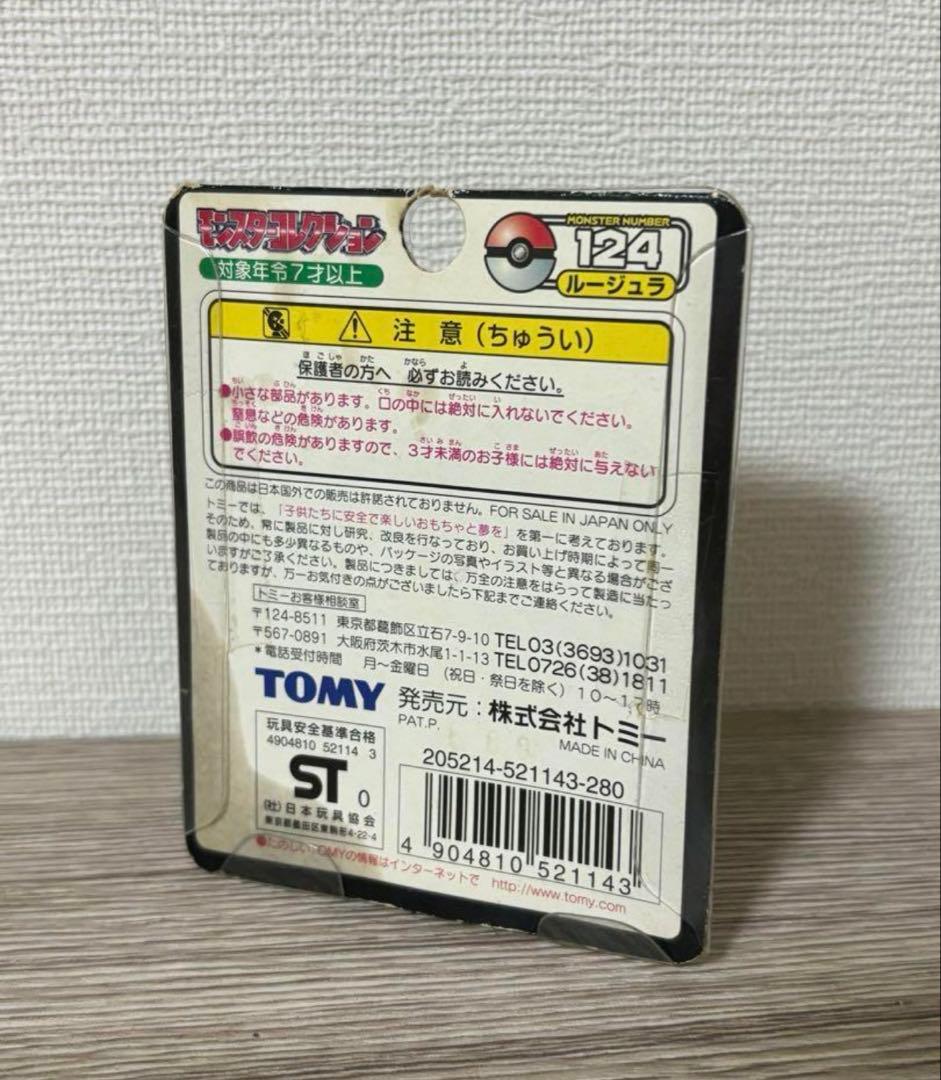 モンスターコレクション
対象年令7才以上
MONSTER NUMBER
124
ルージュラ
注 意(ちゅうい)
保護者の方へ 必ずお読みください。
●小さな部品があります。口の中には絶対に入れないでください。
窒息などの危険があります。
●誤飲の危険がありますので、3才未満のお子様には絶対に与えない
でください。
この商品は日本国外での販売は許諾されておりません。FOR SALE IN JAPAN ONLY
トミーでは、「子供たちに安全で楽しいおもちゃと夢を」を第一に考えております。
そのため、常に製品に対し研究、改良を行なっており、お買い上げ時期によって同一
製品の中にも多少異なるものや、パッケージの写真やイラスト等と異なる場合がござ
いますがご了承ください。製品につきましては、万全の注意をはらって製造に当たっ
ておりますが、万一お気付きの点がございましたら下記までご連絡ください。
トミーお客様相談室
〒124-8511 東京都葛飾区立石7-9-10 TEL03(3693)1031
〒567-0891 大阪府茨木市水尾1-1-13 TEL0726(38)1811
*電話受付時間 月~金曜日 (祝日・祭日を除く) 10~17時
TOMY 発売元:株式会社トミー
PAT.P.
MADE IN CHINA
玩具安全基準合格
4904810 52114 3
ST 0
(社)日本玩具協会
東京都墨田区東駒形4-22-4
205214-521143-280
4 904810 521143
●たのしいTOMYの情報はインターネットで http://www.tomy.com